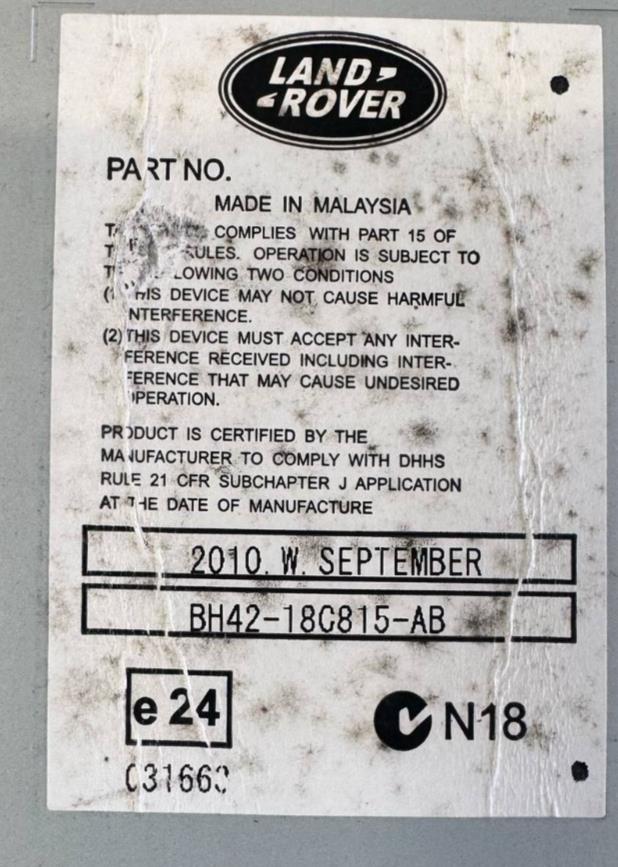 LAND
ROVER
PART NO.
MADE IN MALAYSIA
COMPLIES WITH PART 15 OF
RULES. OPERATION IS SUBJECT TO
TWO CONDITIONS
THIS DEVICE MAY NOT CAUSE HARMFUL
INTERFERENCE.
(2) THIS DEVICE MUST ACCEPT ANY INTER-
FERENCE RECEIVED INCLUDING INTER-
FERENCE THAT MAY CAUSE UNDESIRED
OPERATION.
PRODUCT IS CERTIFIED BY THE
MANUFACTURER TO COMPLY WITH DHHS
RULE 21 CFR SUBCHAPTER J APPLICATION
AT THE DATE OF MANUFACTURE
2010. W. SEPTEMBER
BH42-18C815-AB
e 24
N18